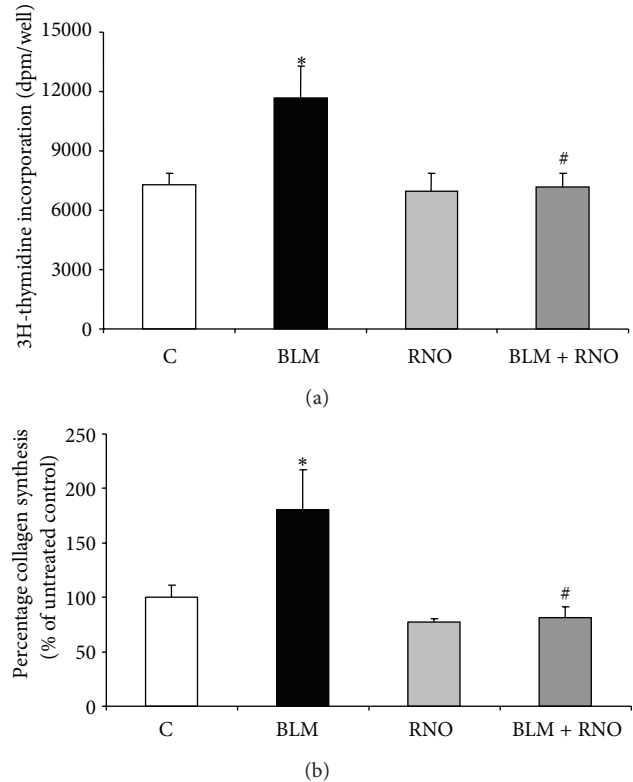 3H-thymidine incorporation (dpm/well)
15000
12000
9000
6000
3000
0
*
#
C BLM RNO BLM + RNO
(a)
Percentage collagen synthesis
(% of untreated control)
250
200
150
100
50
0
*
#
C BLM RNO BLM + RNO
(b)